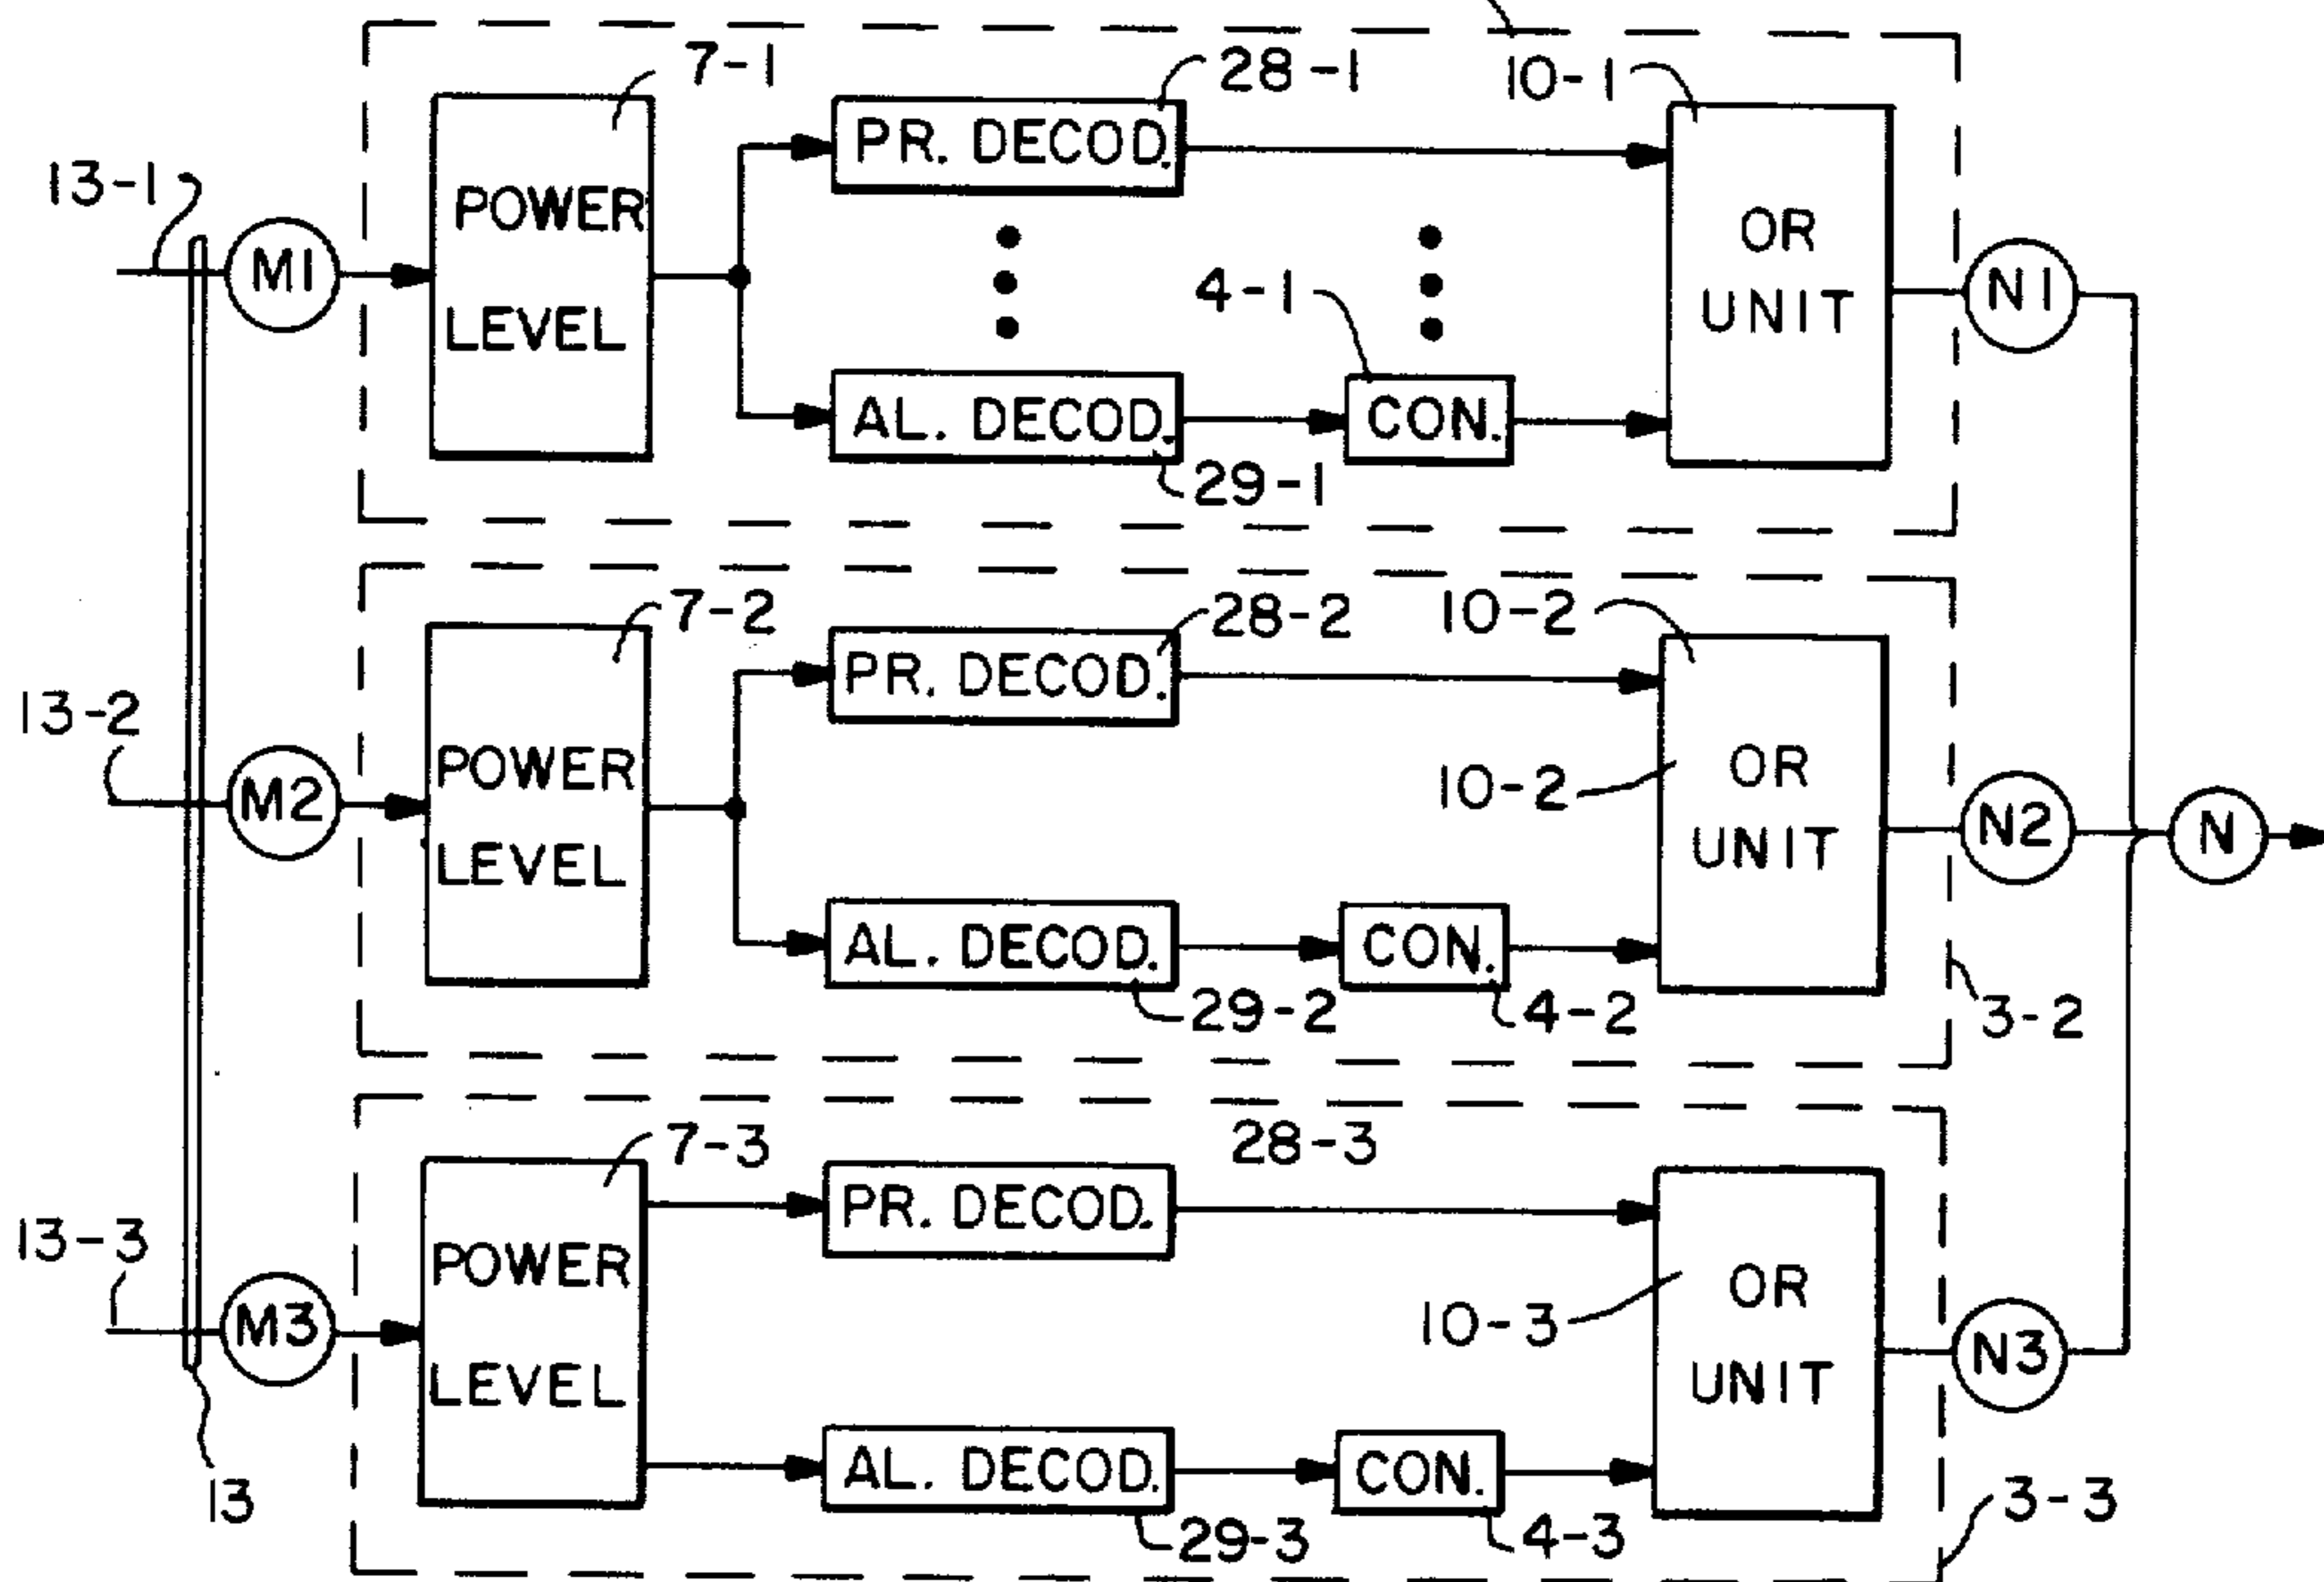 7-1
28-1
10-1
13-1
M1
POWER
LEVEL
PR. DECOD.
OR
UNIT
N1
4-1
AL. DECOD.
CON.
29-1
7-2
28-2
10-2
13-2
M2
POWER
LEVEL
PR. DECOD.
10-2
OR
UNIT
N2
N
AL. DECOD.
CON.
29-2
4-2
3-2
7-3
28-3
13-3
M3
POWER
LEVEL
PR. DECOD.
10-3
OR
UNIT
N3
AL. DECOD.
CON.
13
29-3
4-3
3-3